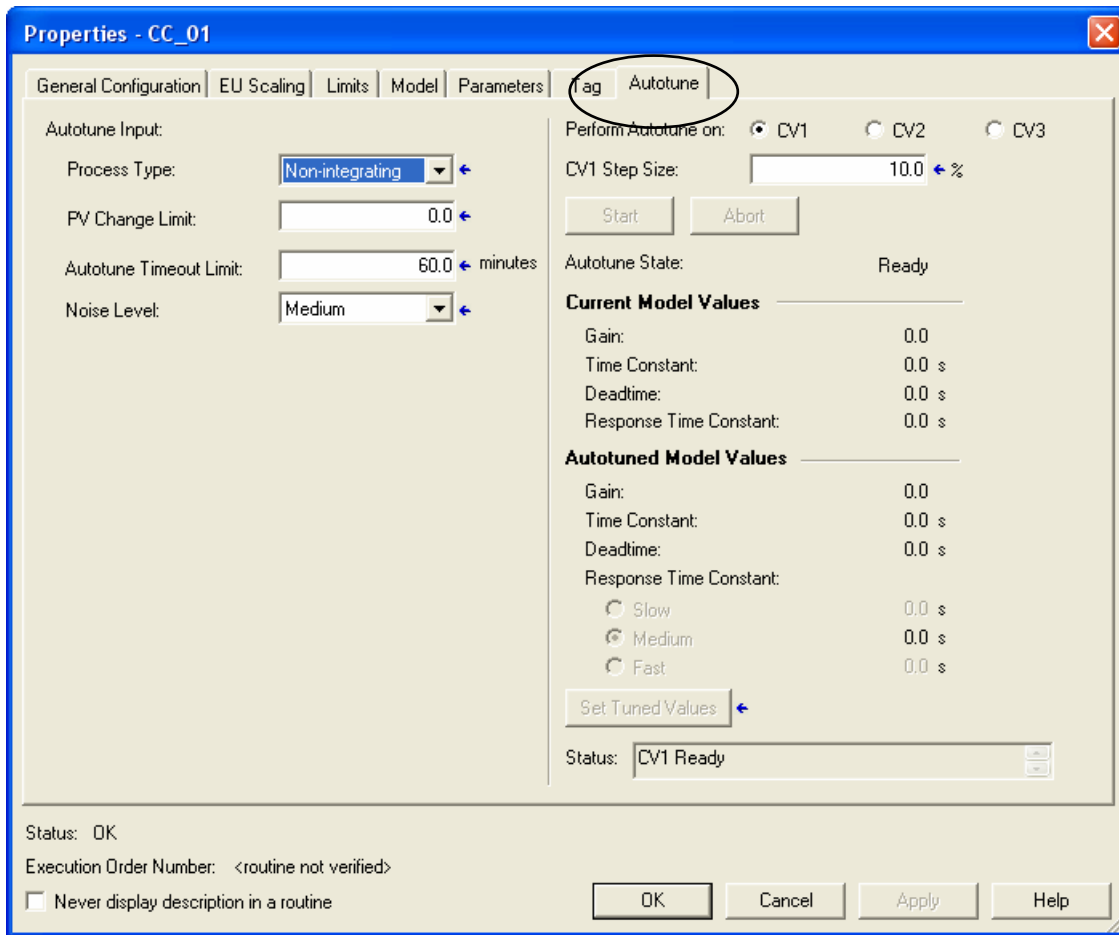 Properties - CC_01
General Configuration EU Scaling Limits Model Parameters Tag Autotune
Autotune Input:
Process Type: Non-integrating
PV Change Limit: 0.0
Autotune Timeout Limit: 60.0 minutes
Noise Level: Medium
Perform Autotune on: CV1 CV2 CV3
CV1 Step Size: 10.0 %
Start Abort
Autotune State: Ready
Current Model Values
Gain: 0.0
Time Constant: 0.0 s
Deadtime: 0.0 s
Response Time Constant: 0.0 s
Autotuned Model Values
Gain: 0.0
Time Constant: 0.0 s
Deadtime: 0.0 s
Response Time Constant:
Slow 0.0 s
Medium 0.0 s
Fast 0.0 s
Set Tuned Values
Status: CV1 Ready
Status: OK
Execution Order Number: <routine not verified>
Never display description in a routine
OK Cancel Apply Help